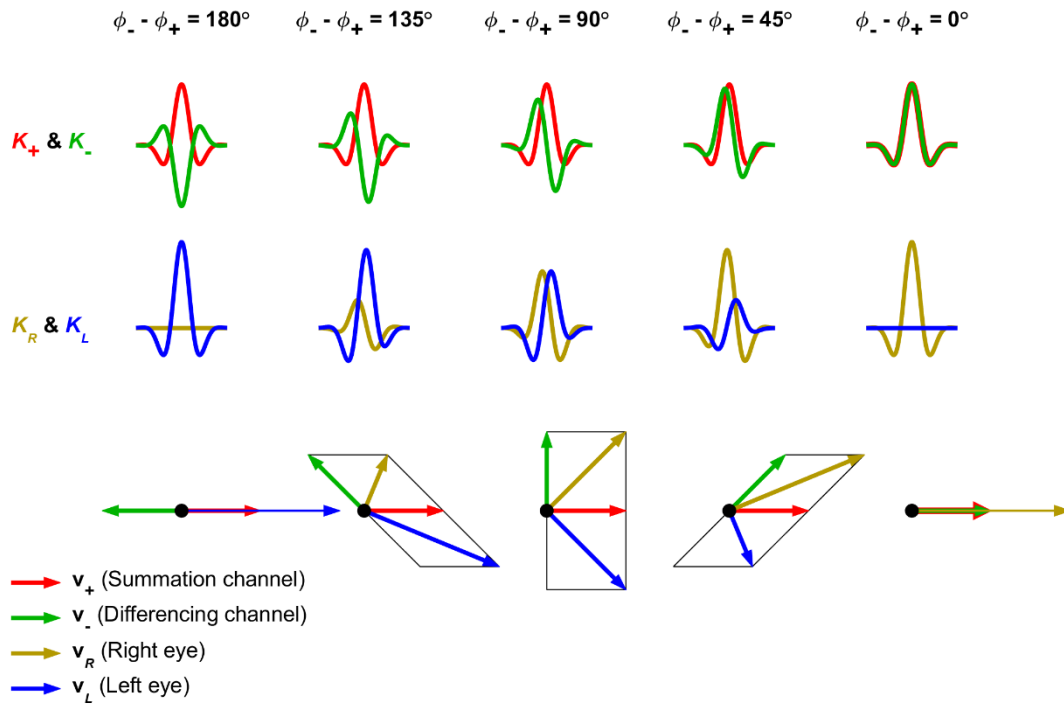 ϕ₋ - ϕ₊ = 180° ϕ₋ - ϕ₊ = 135° ϕ₋ - ϕ₊ = 90° ϕ₋ - ϕ₊ = 45° ϕ₋ - ϕ₊ = 0°
K₊ & K₋
K_R & K_L
v₊ (Summation channel)
v₋ (Differencing channel)
v_R (Right eye)
v_L (Left eye)